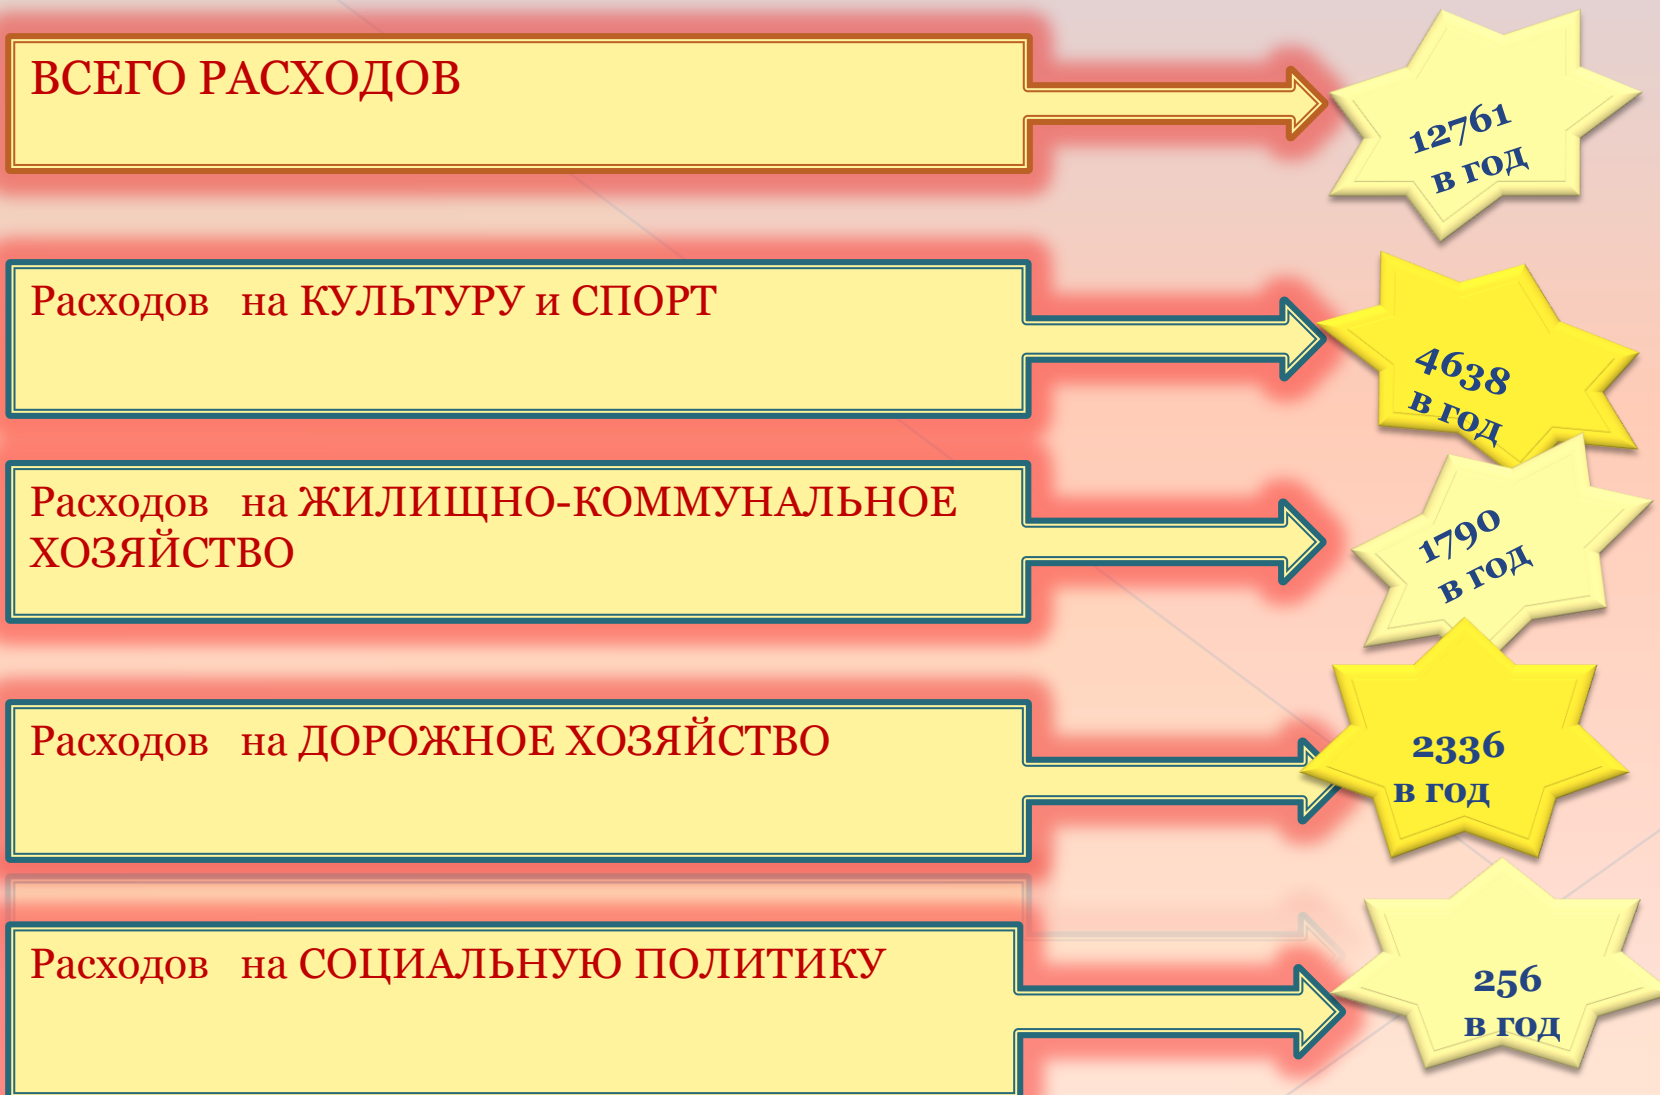 ВСЕГО РАСХОДОВ
12761
в год
Расходов на КУЛЬТУРУ и СПОРТ
4638
в год
Расходов на ЖИЛИЩНО-КОММУНАЛЬНОЕ
ХОЗЯЙСТВО
1790
в год
Расходов на ДОРОЖНОЕ ХОЗЯЙСТВО
2336
в год
Расходов на СОЦИАЛЬНУЮ ПОЛИТИКУ
256
в год